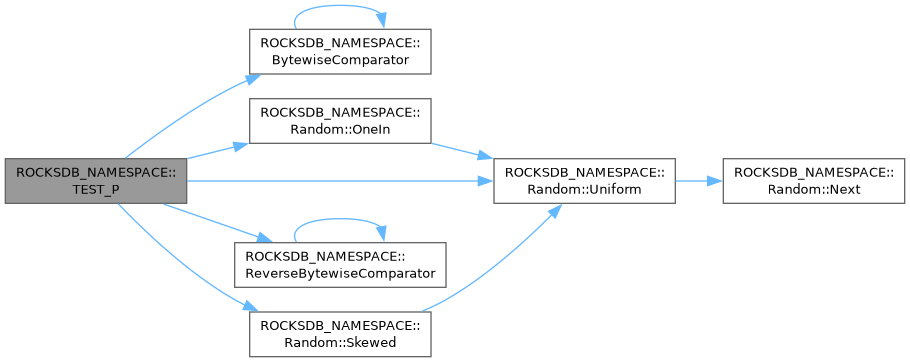 ROCKSDB_NAMESPACE::
BytewiseComparator
ROCKSDB_NAMESPACE::
Random::OneIn
ROCKSDB_NAMESPACE::
TEST_P
ROCKSDB_NAMESPACE::
Random::Uniform
ROCKSDB_NAMESPACE::
Random::Next
ROCKSDB_NAMESPACE::
ReverseBytewiseComparator
ROCKSDB_NAMESPACE::
Random::Skewed